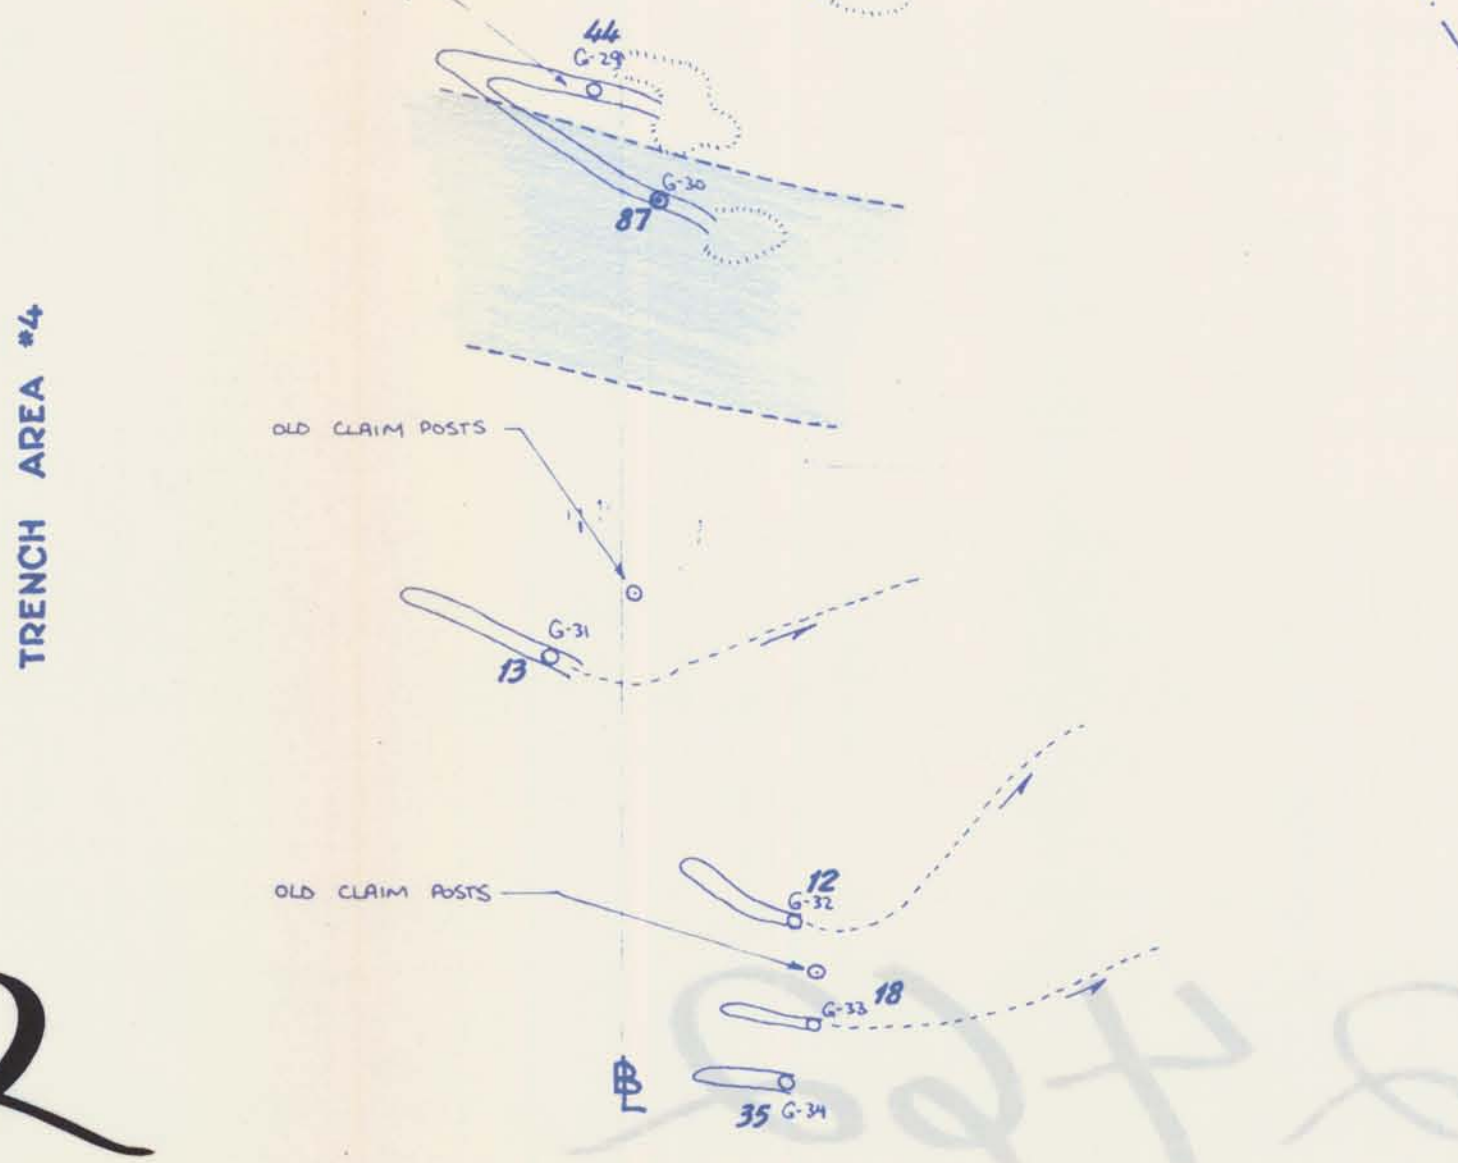 44
G-29
G-30
87
TRENCH AREA #4
OLD CLAIM POSTS
G-31
13
12
G-32
OLD CLAIM POSTS
18
G-33
BL
35 G-34